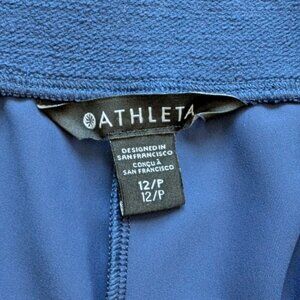 ATHLETA
DESIGNED IN
SAN FRANCISCO
CONÇU À
SAN FRANCISCO
12/P
12/P